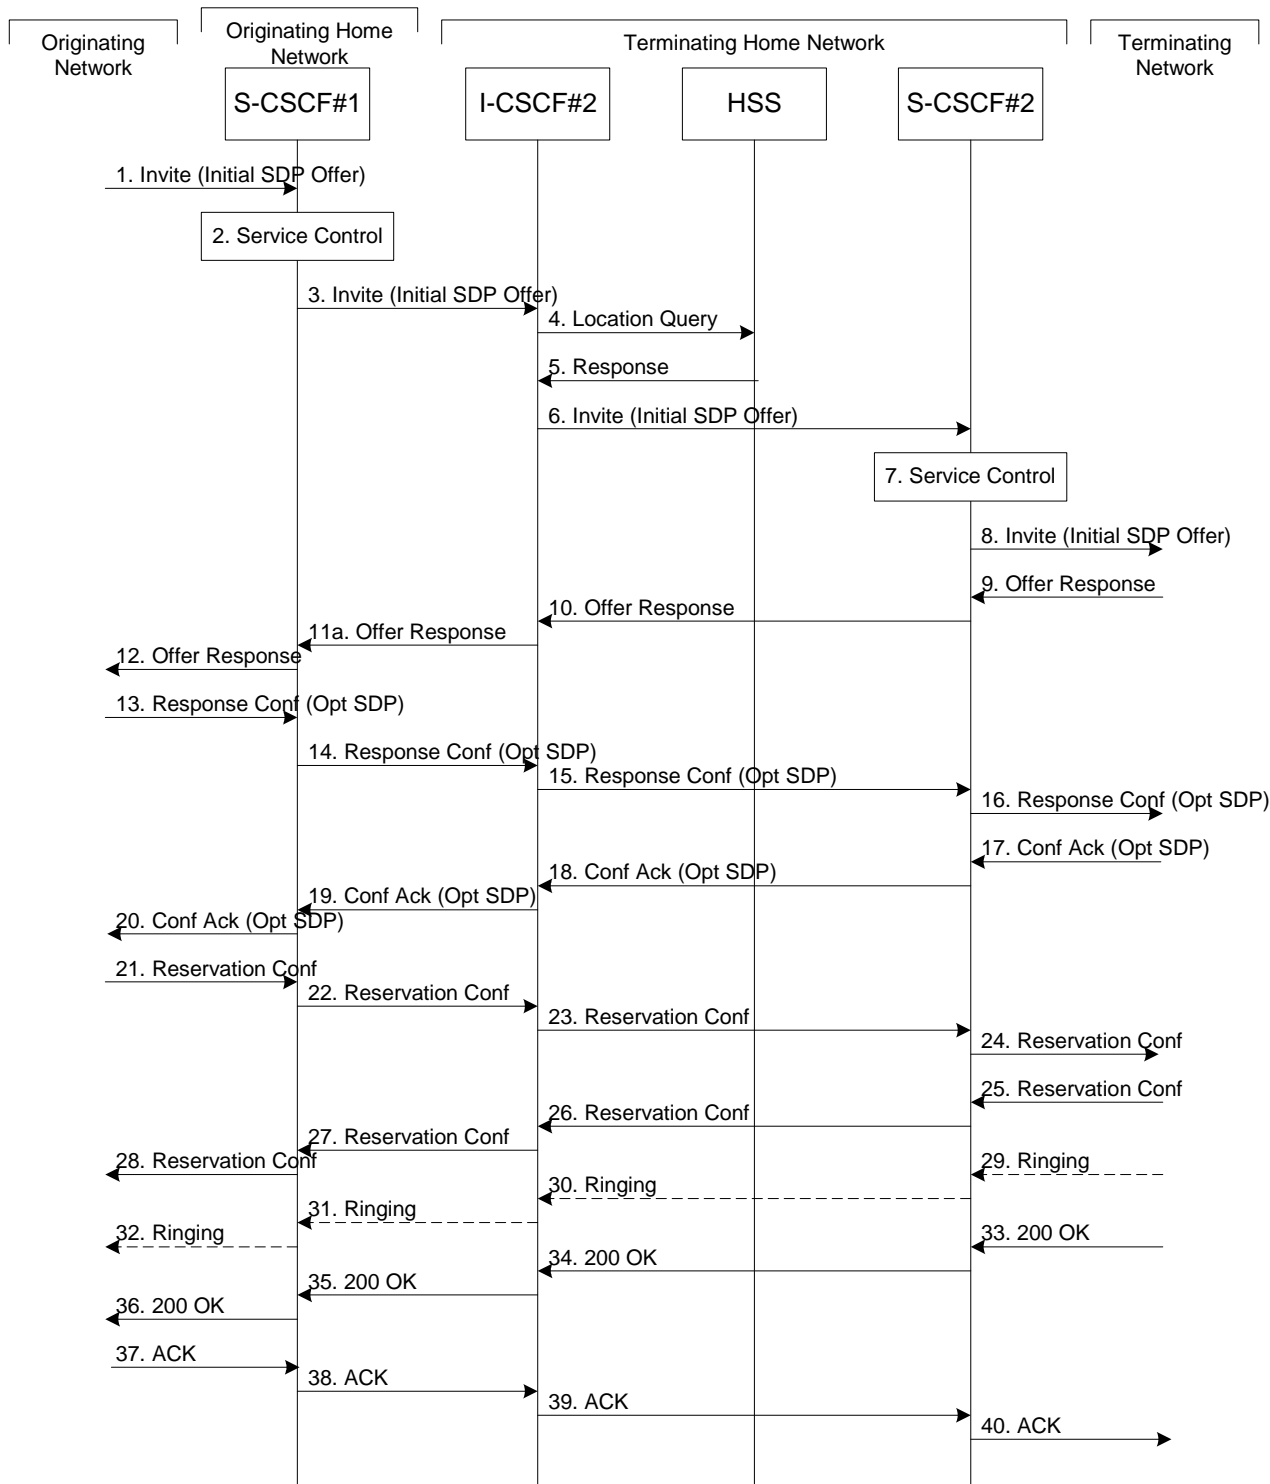 Originating
Network
Originating Home
Network
Terminating Home Network
Terminating
Network
S-CSCF#1
I-CSCF#2
HSS
S-CSCF#2
1. Invite (Initial SDP Offer)
2. Service Control
3. Invite (Initial SDP Offer)
4. Location Query
5. Response
6. Invite (Initial SDP Offer)
7. Service Control
8. Invite (Initial SDP Offer)
9. Offer Response
10. Offer Response
11a. Offer Response
12. Offer Response
13. Response Conf (Opt SDP)
14. Response Conf (Opt SDP)
15. Response Conf (Opt SDP)
16. Response Conf (Opt SDP)
17. Conf Ack (Opt SDP)
18. Conf Ack (Opt SDP)
19. Conf Ack (Opt SDP)
20. Conf Ack (Opt SDP)
21. Reservation Conf
22. Reservation Conf
23. Reservation Conf
24. Reservation Conf
25. Reservation Conf
26. Reservation Conf
27. Reservation Conf
28. Reservation Conf
29. Ringing
30. Ringing
31. Ringing
32. Ringing
33. 200 OK
34. 200 OK
35. 200 OK
36. 200 OK
37. ACK
38. ACK
39. ACK
40. ACK